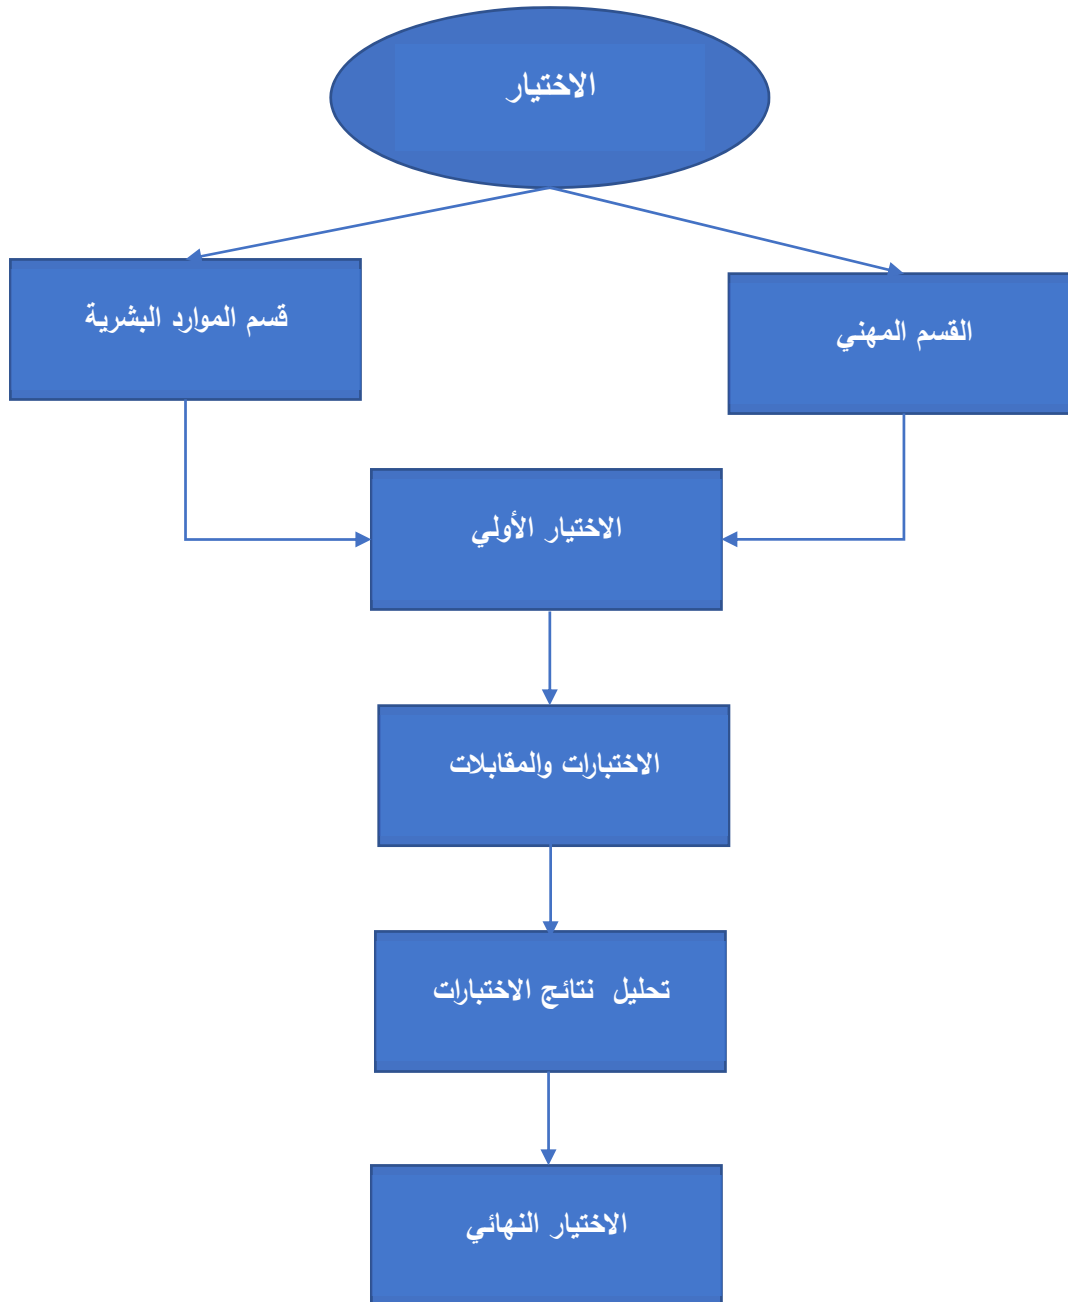 الاختيار
القسم المهني
قسم الموارد البشرية
الاختيار الأولي
الاختبارات والمقابلات
تحليل نتائج الاختبارات
الاختيار النهائي